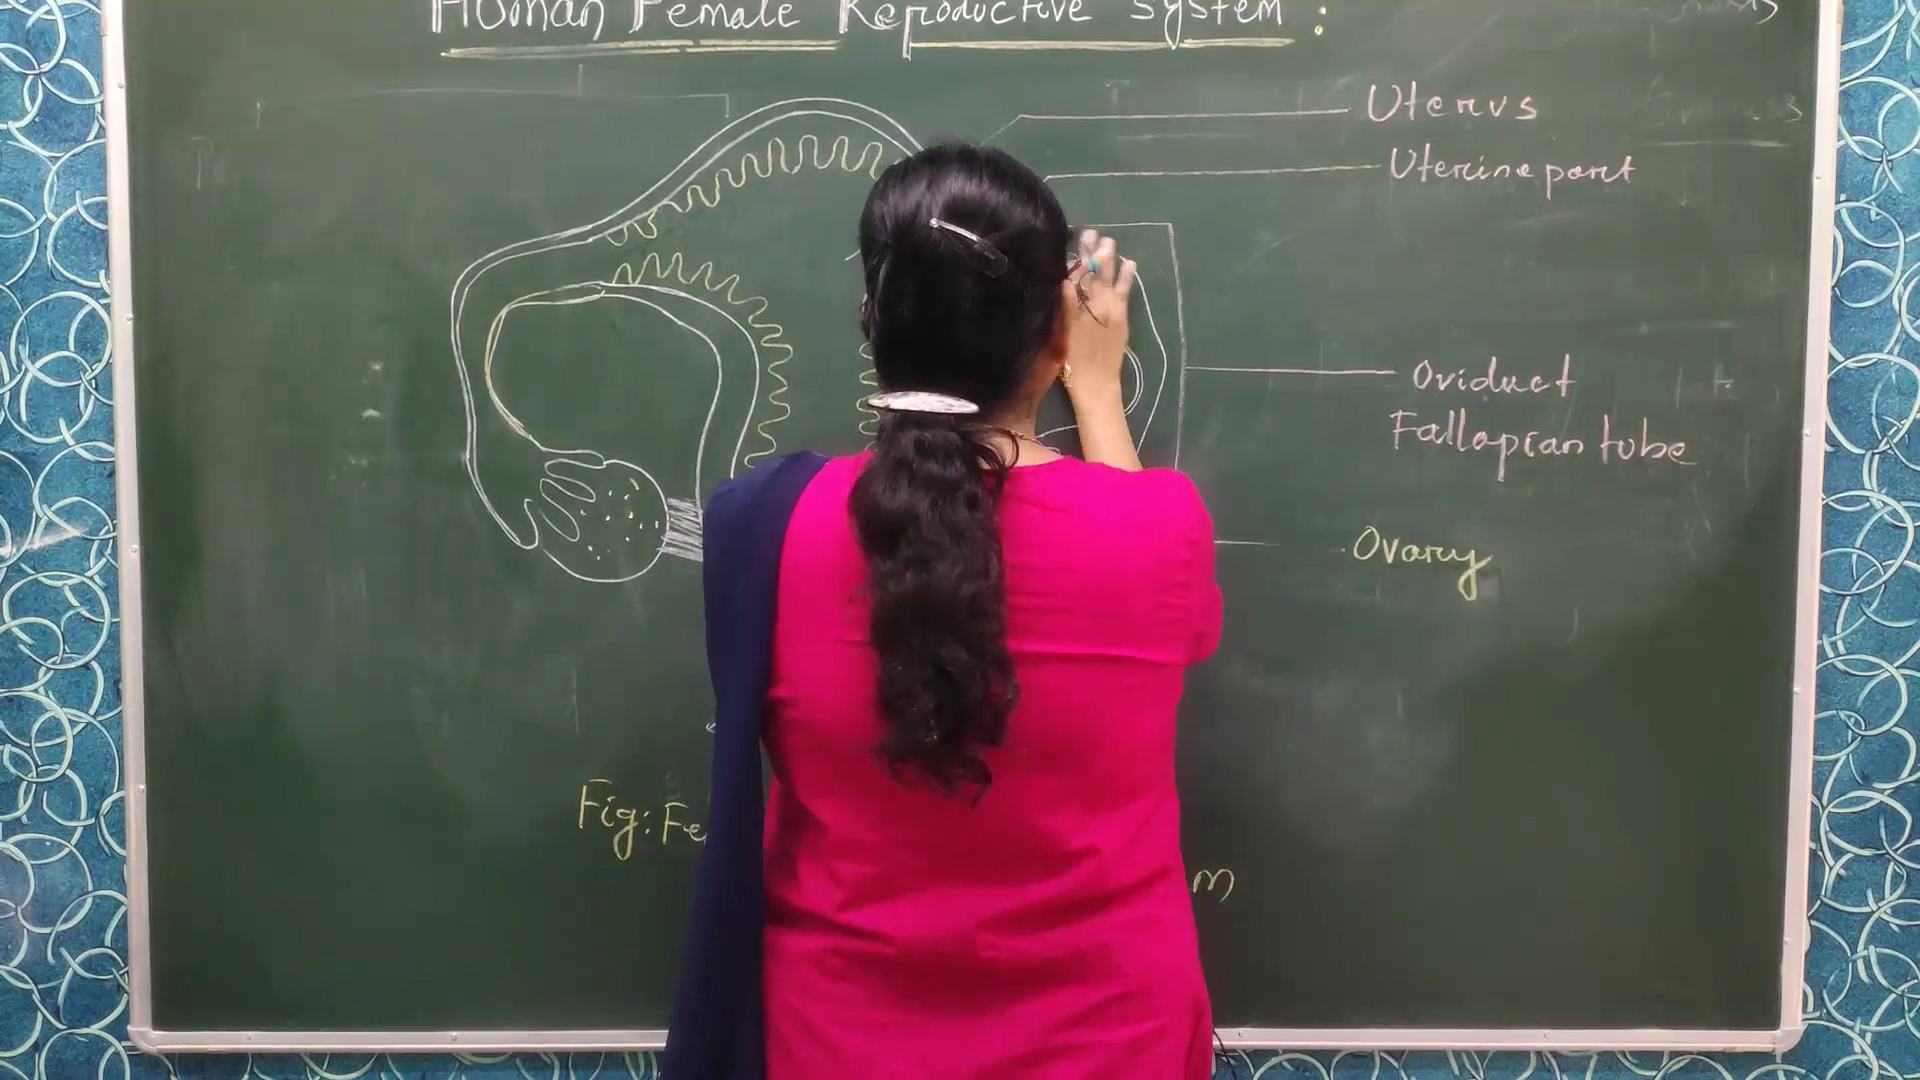 Human Female Reproductive System :
Uterus
Uterine part
Oviduct
Fallopian tube
Ovary
Fig: Fe
m